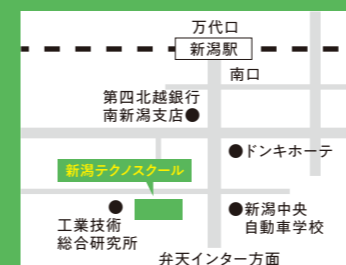 万代口
新潟駅
南口
第四北越銀行
南新潟支店●
●ドンキホーテ
新潟テクノスクール
工業技術
総合研究所
●新潟中央
自動車学校
弁天インター方面